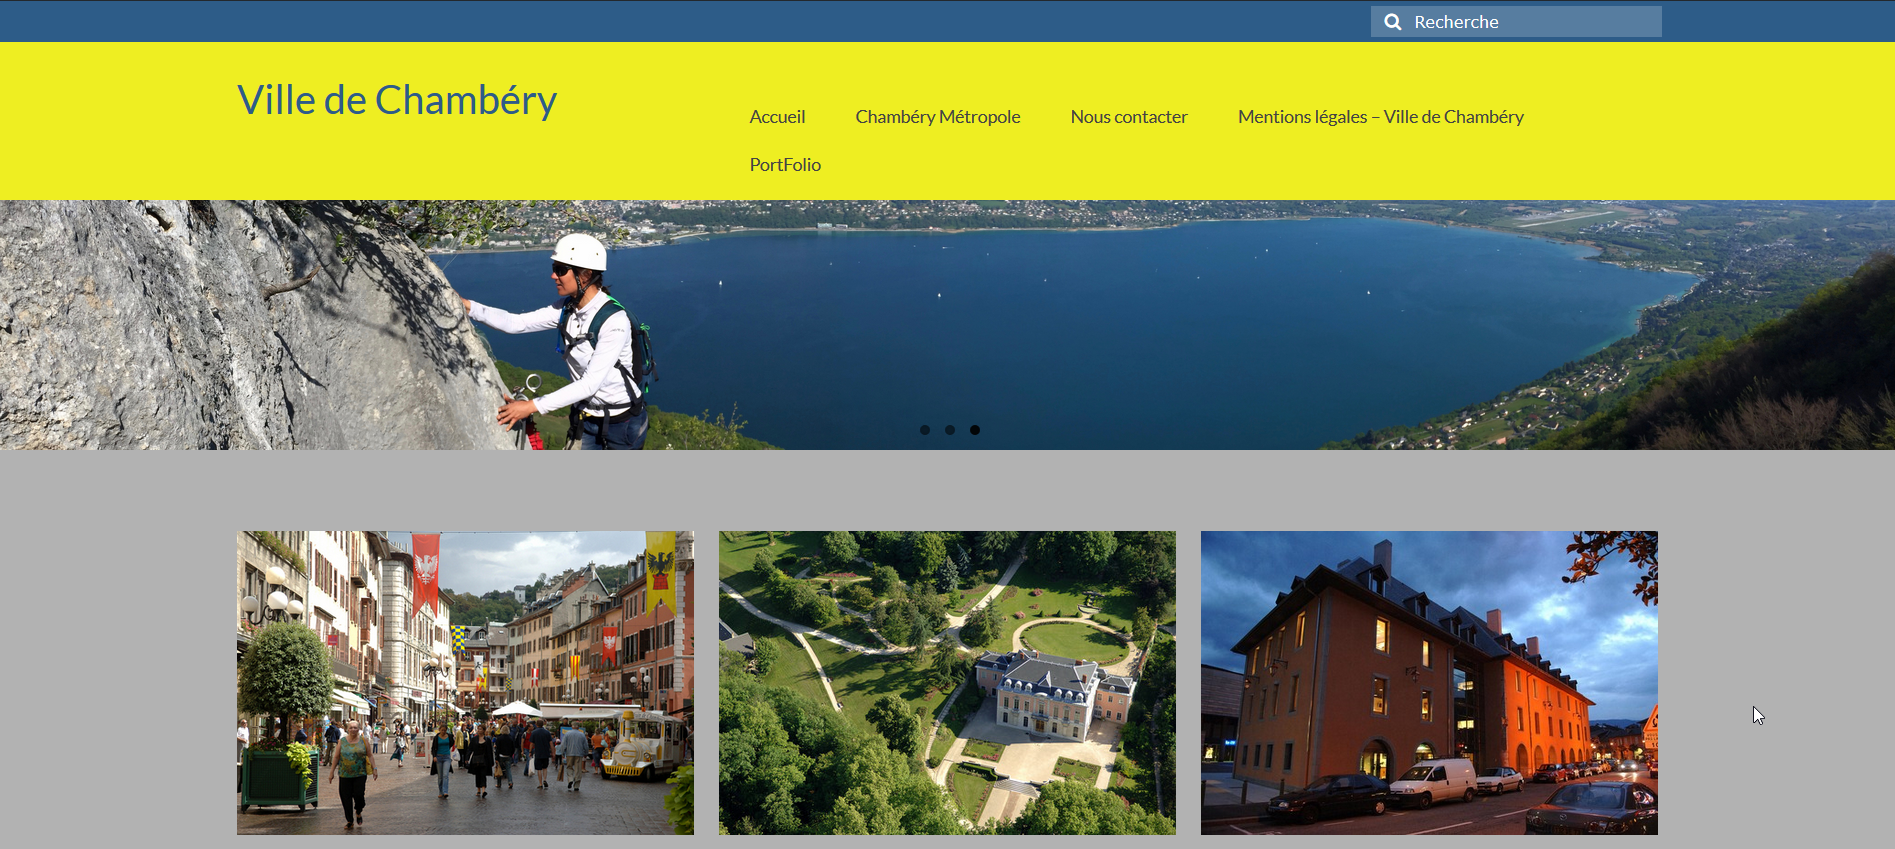 Recherche
Ville de Chambéry
Accueil
Chambéry Métropole
Nous contacter
Mentions légales – Ville de Chambéry
PortFolio